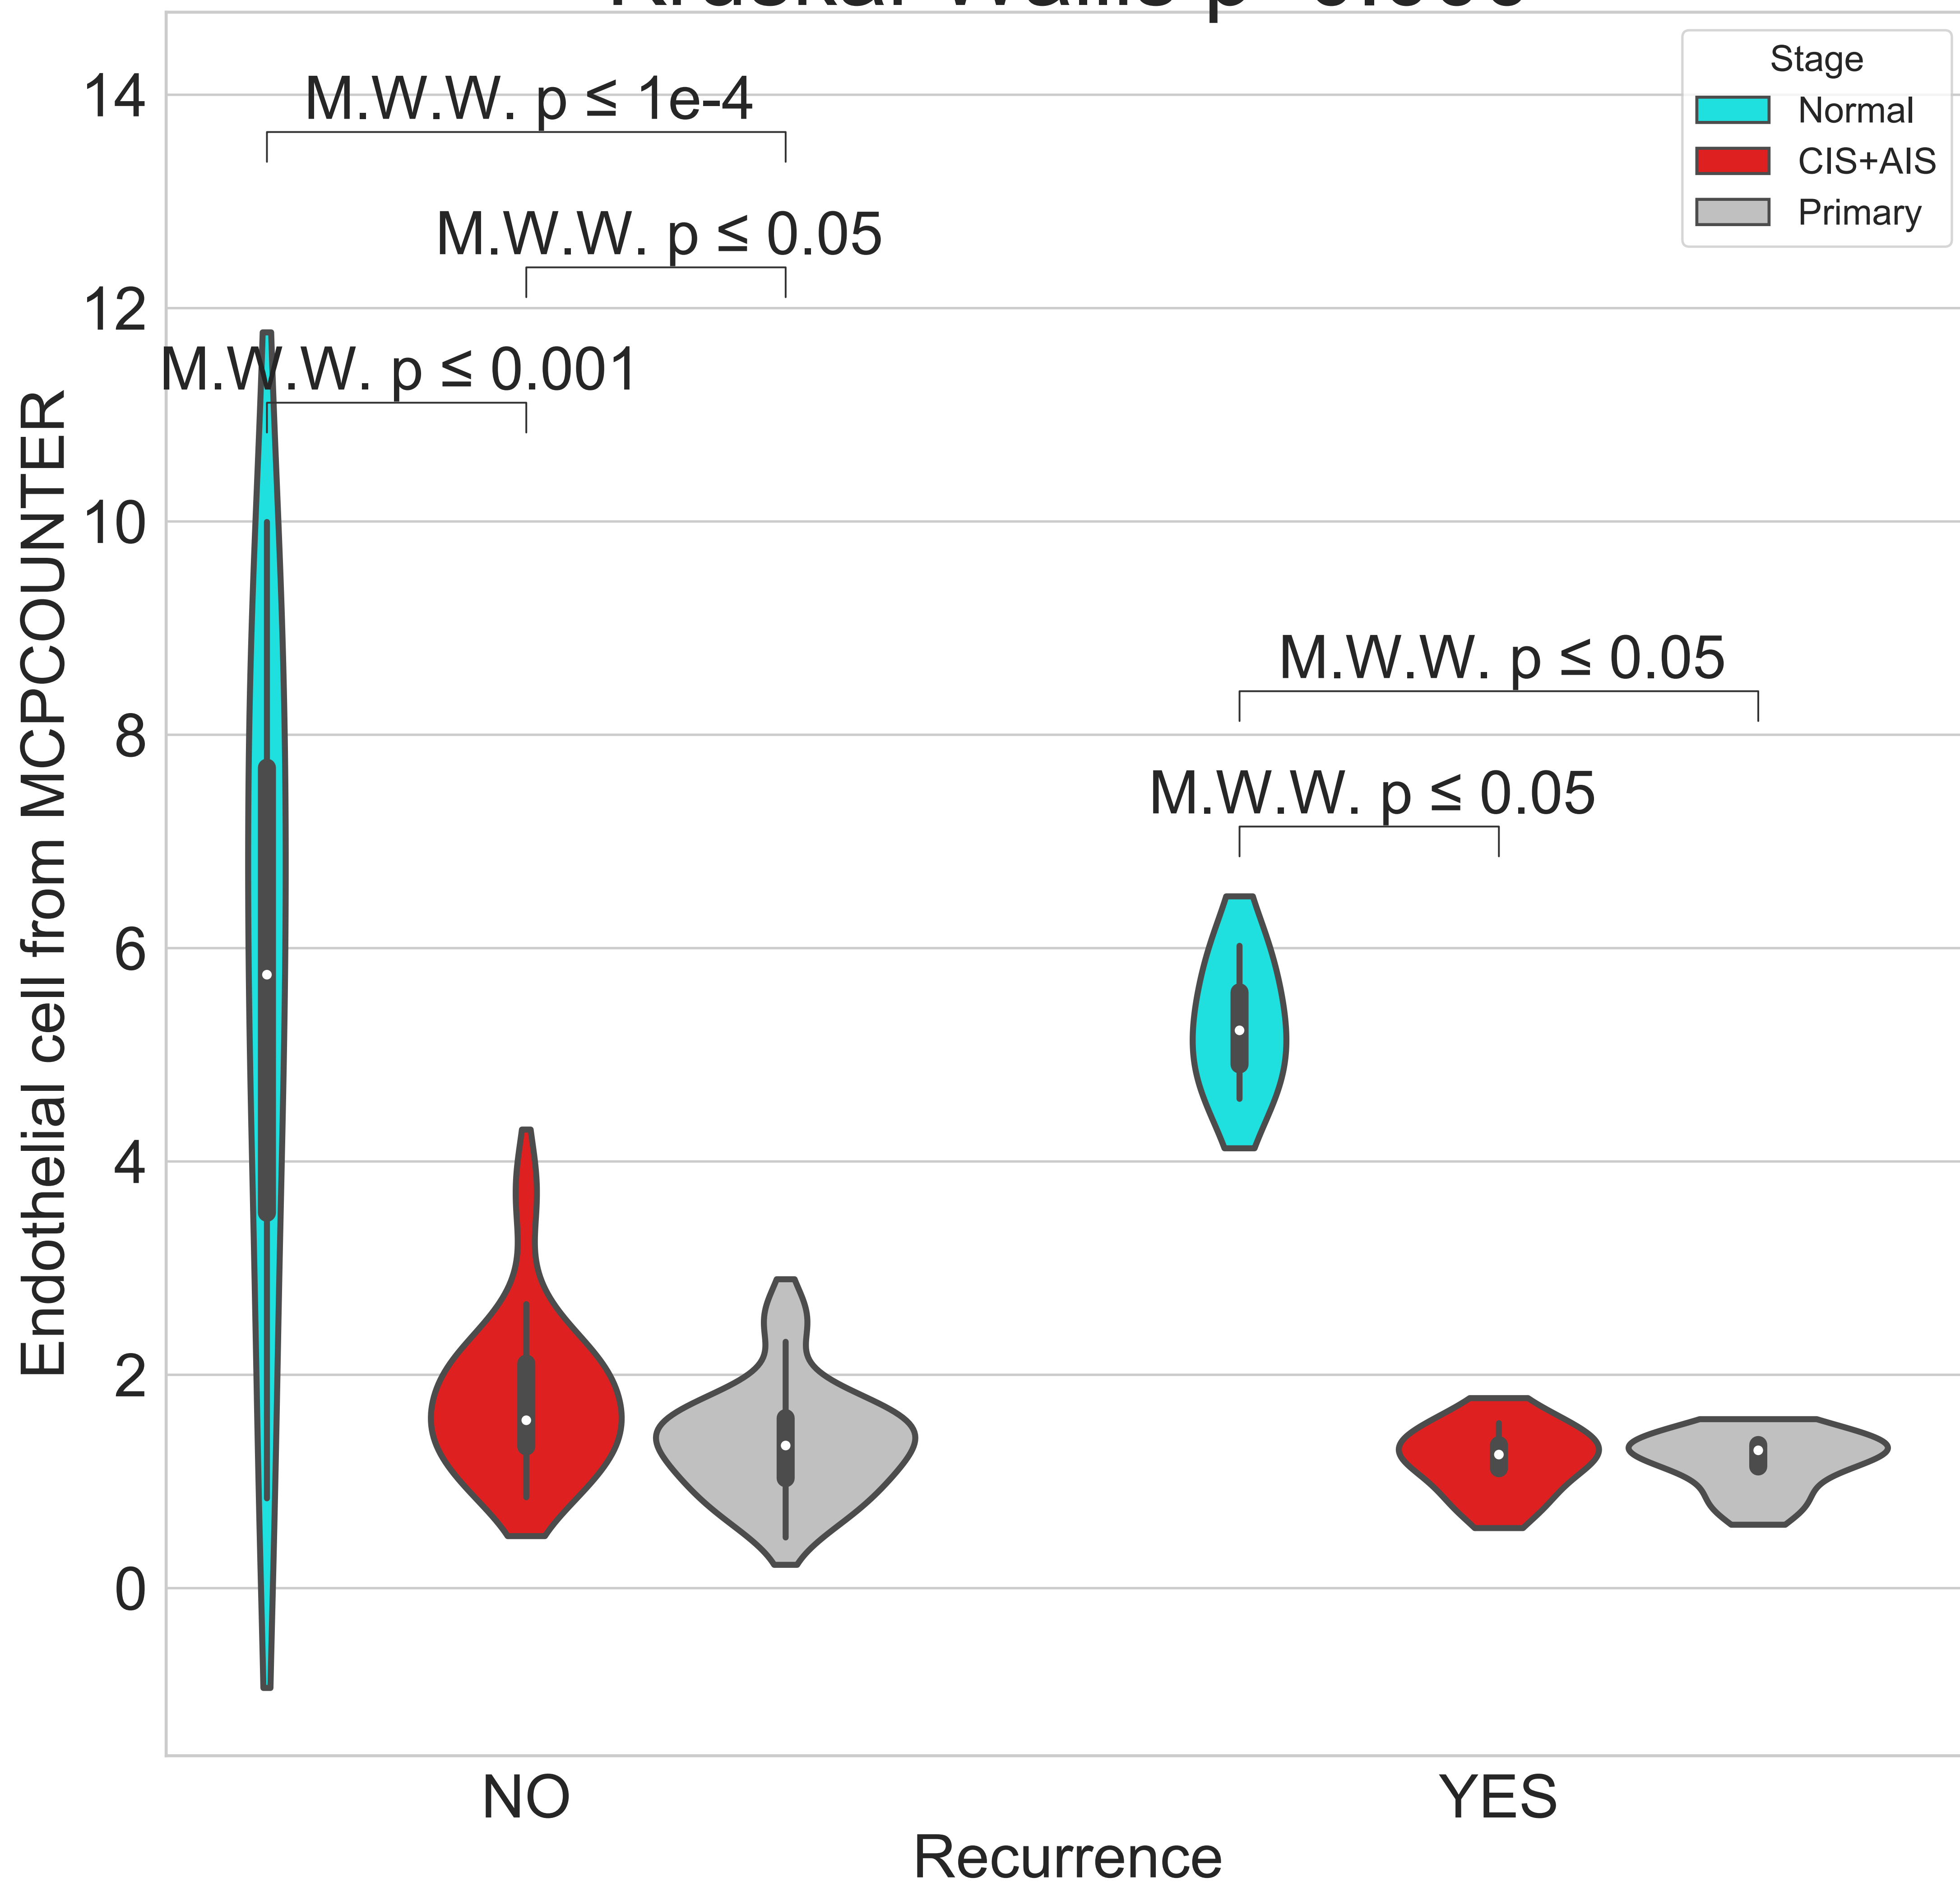 Stage
Normal
CIS+AIS
Primary
M.W.W. p ≤ 1e-4
M.W.W. p ≤ 0.05
M.W.W. p ≤ 0.001
M.W.W. p ≤ 0.05
M.W.W. p ≤ 0.05
Endothelial cell from MCPCOUNTER
14
12
10
8
6
4
2
0
NO
YES
Recurrence